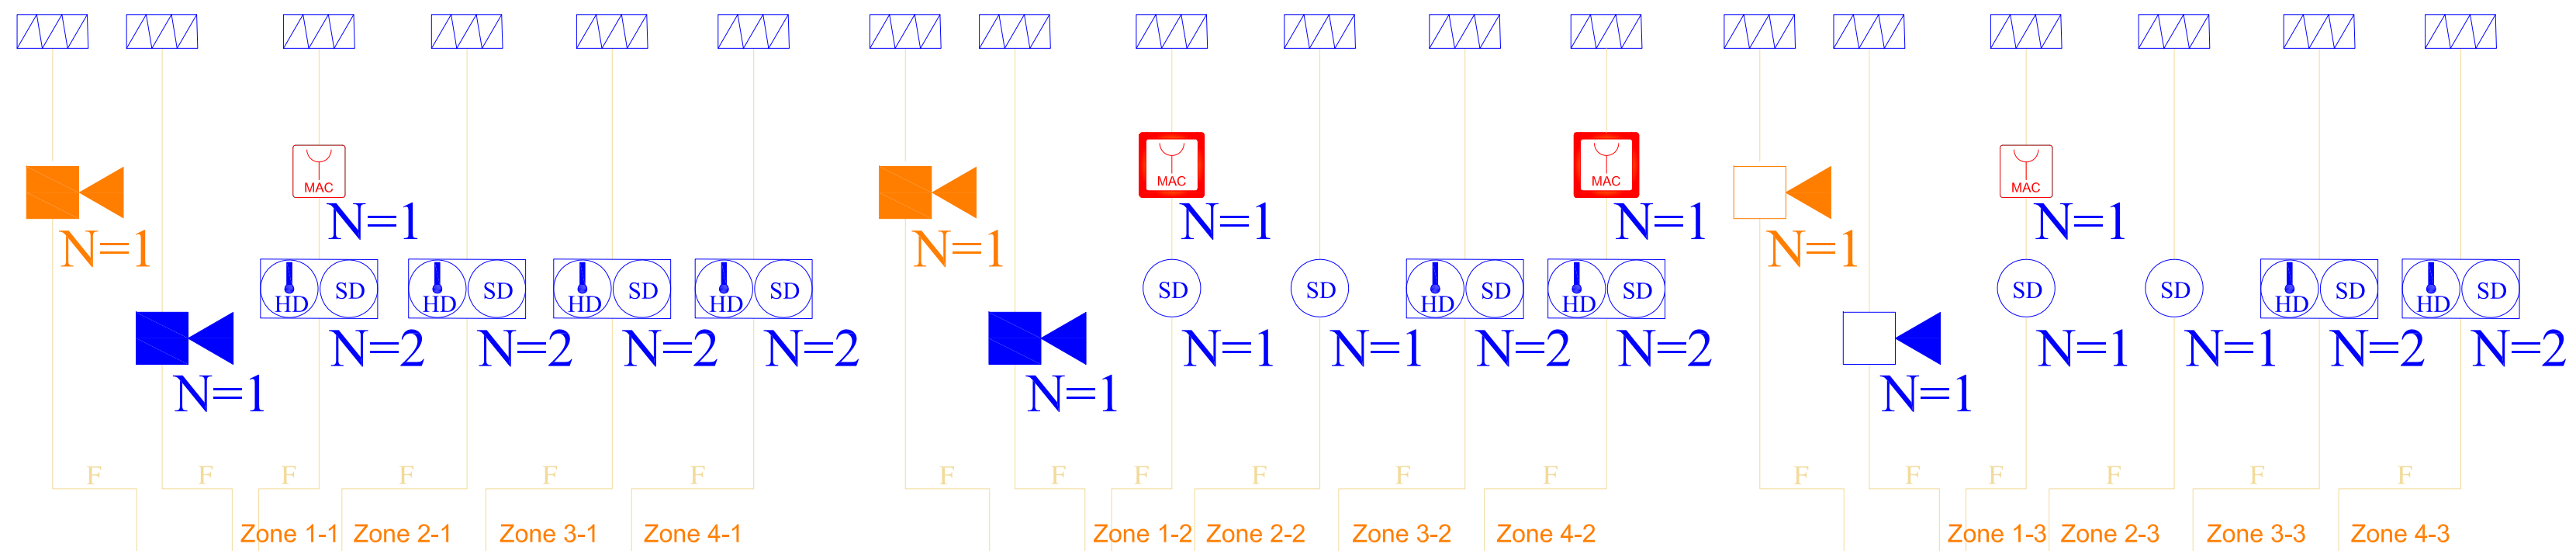 MAC MAC MAC MAC
N=1 N=1 N=1 N=1
N=1 N=1 N=1
HD SD HD SD HD SD HD SD SD SD HD SD HD SD SD SD HD SD HD SD
N=2 N=2 N=2 N=2 N=1 N=1 N=2 N=2 N=1 N=1 N=2 N=2
N=1 N=1 N=1
F F F F F F F F F F F F F F F F F F
Zone 1-1 Zone 2-1 Zone 3-1 Zone 4-1 Zone 1-2 Zone 2-2 Zone 3-2 Zone 4-2 Zone 1-3 Zone 2-3 Zone 3-3 Zone 4-3